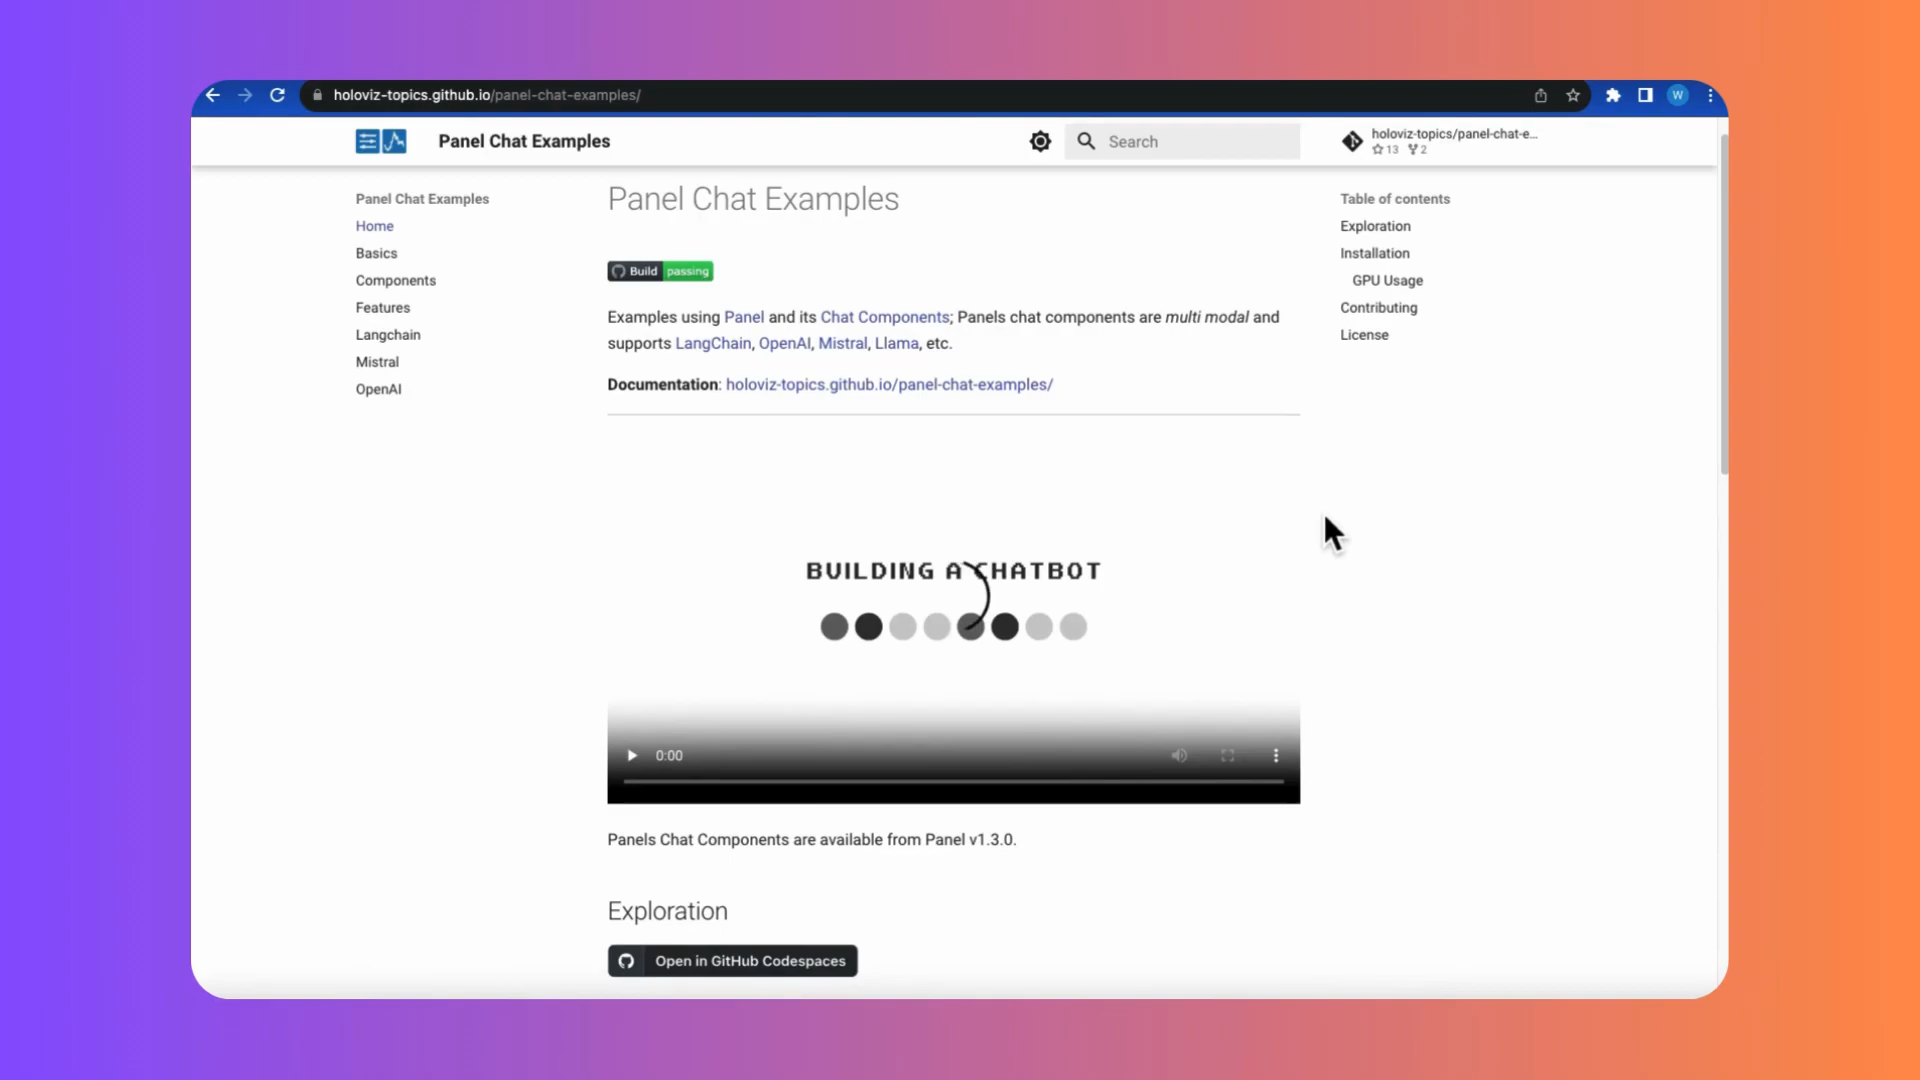 holoviz-topics.github.io/panel-chat-examples/
W
Panel Chat Examples
Search
holoviz-topics/panel-chat-e...
13 2
Panel Chat Examples
Home
Basics
Components
Features
Langchain
Mistral
OpenAI
Panel Chat Examples
Build passing
Examples using Panel and its Chat Components; Panels chat components are multi modal and
supports LangChain, OpenAI, Mistral, Llama, etc.
Documentation: holoviz-topics.github.io/panel-chat-examples/
BUILDING A CHATBOT
0:00
Panels Chat Components are available from Panel v1.3.0.
Exploration
Open in GitHub Codespaces
Table of contents
Exploration
Installation
GPU Usage
Contributing
License